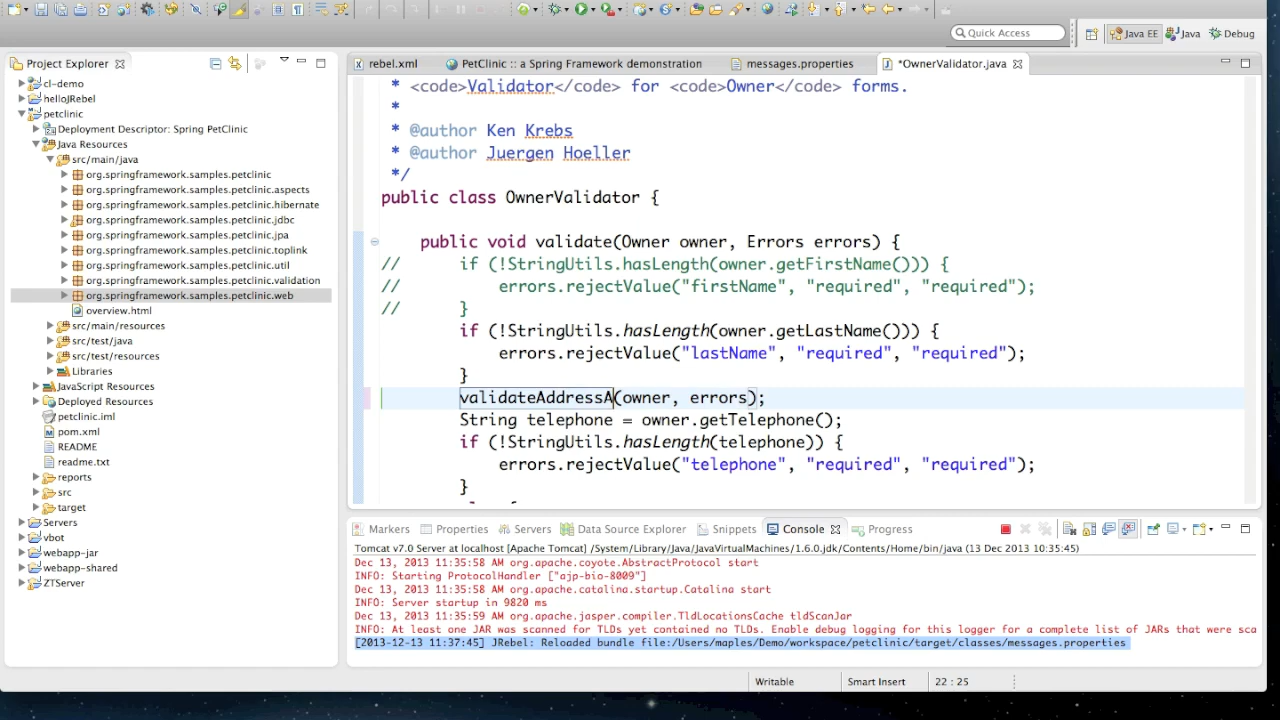 Quick Access
Java EE
Java
Debug
Project Explorer
cl-demo
helloJRebel
petclinic
Deployment Descriptor: Spring PetClinic
Java Resources
src/main/java
org.springframework.samples.petclinic
org.springframework.samples.petclinic.aspects
org.springframework.samples.petclinic.hibernate
org.springframework.samples.petclinic.jdbc
org.springframework.samples.petclinic.jpa
org.springframework.samples.petclinic.toplink
org.springframework.samples.petclinic.util
org.springframework.samples.petclinic.validation
org.springframework.samples.petclinic.web
overview.html
src/main/resources
src/test/java
src/test/resources
Libraries
JavaScript Resources
Deployed Resources
petclinic.iml
pom.xml
README
readme.txt
reports
src
target
Servers
vbot
webapp-jar
webapp-shared
ZTServer
rebel.xml
PetClinic :: a Spring Framework demonstration
messages.properties
*OwnerValidator.java
* <code>Validator</code> for <code>Owner</code> forms.
*
* @author Ken Krebs
* @author Juergen Hoeller
*/
public class OwnerValidator {
public void validate(Owner owner, Errors errors) {
// if (!StringUtils.hasLength(owner.getFirstName())) {
// errors.rejectValue("firstName", "required", "required");
// }
if (!StringUtils.hasLength(owner.getLastName())) {
errors.rejectValue("lastName", "required", "required");
}
validateAddressA(owner, errors);
String telephone = owner.getTelephone();
if (!StringUtils.hasLength(telephone)) {
errors.rejectValue("telephone", "required", "required");
}
Markers
Properties
Servers
Data Source Explorer
Snippets
Console
Progress
Tomcat v7.0 Server at localhost [Apache Tomcat] /System/Library/Java/JavaVirtualMachines/1.6.0.jdk/Contents/Home/bin/java (13 Dec 2013 10:35:45)
Dec 13, 2013 11:35:58 AM org.apache.coyote.AbstractProtocol start
INFO: Starting ProtocolHandler ["ajp-bio-8009"]
Dec 13, 2013 11:35:58 AM org.apache.catalina.startup.Catalina start
INFO: Server startup in 9820 ms
Dec 13, 2013 11:35:59 AM org.apache.jasper.compiler.TldLocationsCache tldScanJar
INFO: At least one JAR was scanned for TLDs yet contained no TLDs. Enable debug logging for this logger for a complete list of JARs that were sca
[2013-12-13 11:37:45] JRebel: Reloaded bundle file:/Users/maples/Demo/workspace/petclinic/target/classes/messages.properties
Writable
Smart Insert
22 : 25